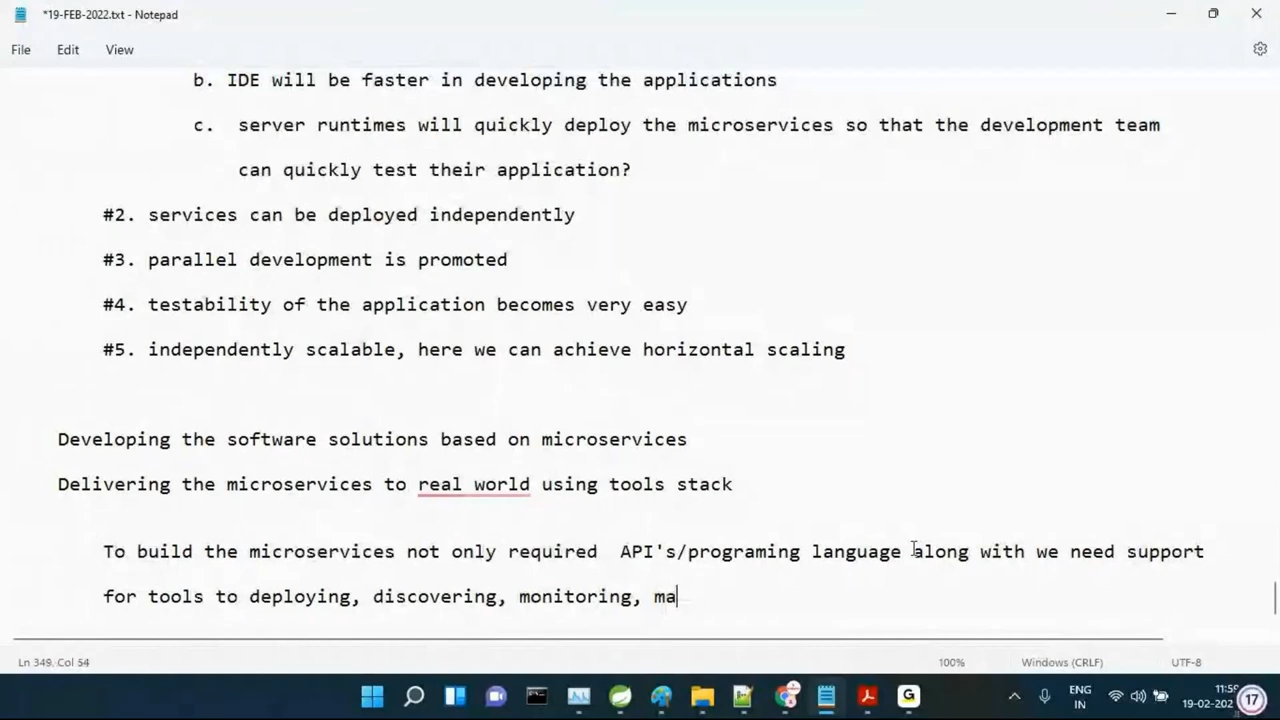 *19-FEB-2022.txt - Notepad
File Edit View
b. IDE will be faster in developing the applications
c. server runtimes will quickly deploy the microservices so that the development team
can quickly test their application?
#2. services can be deployed independently
#3. parallel development is promoted
#4. testability of the application becomes very easy
#5. independently scalable, here we can achieve horizontal scaling
Developing the software solutions based on microservices
Delivering the microservices to real world using tools stack
To build the microservices not only required API's/programing language along with we need support
for tools to deploying, discovering, monitoring, ma
Ln 349, Col 54 100% Windows (CRLF) UTF-8
ENG
IN
19-02-202
17